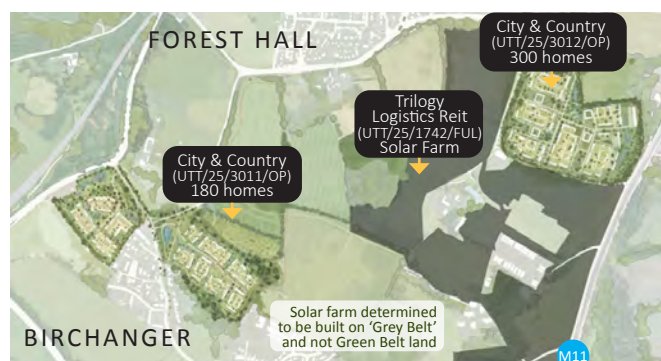 FOREST HALL
City & Country
(UTT/25/3012/OP)
300 homes
Trilogy
Logistics Reit
(UTT/25/1742/FUL)
Solar Farm
City & Country
(UTT/25/3011/OP)
180 homes
Solar farm determined
to be built on ‘Grey Belt’
and not Green Belt land
BIRCHANGER
M11